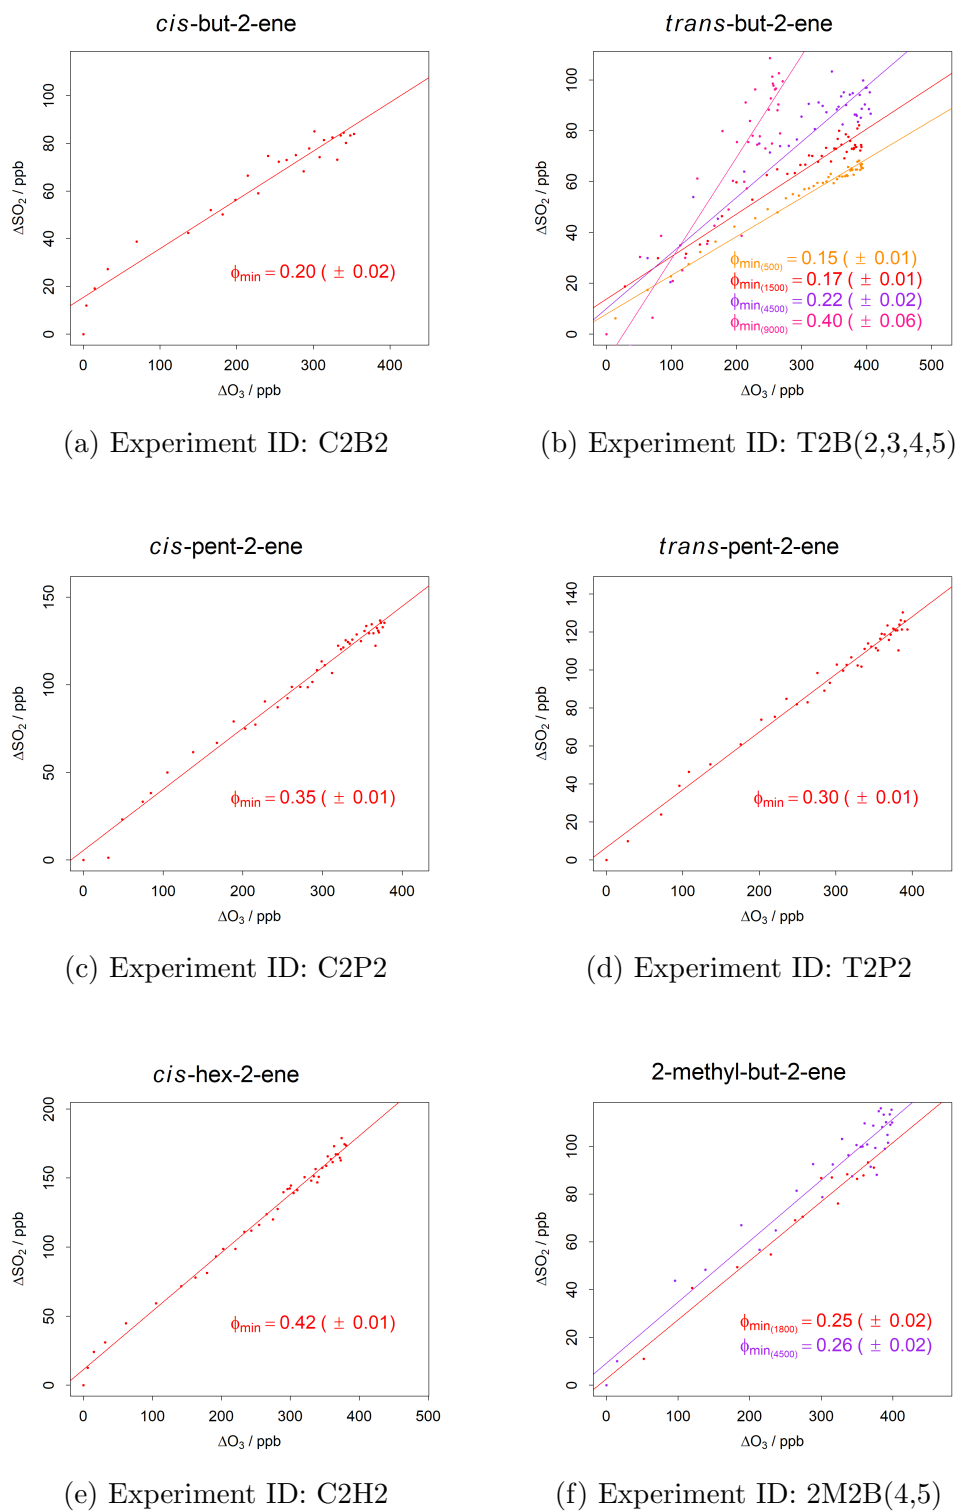 cis-but-2-ene
ΔSO2 / ppb
0 20 40 60 80 100
ϕmin = 0.20 ( ± 0.02)
0 100 200 300 400
ΔO3 / ppb
(a) Experiment ID: C2B2
trans-but-2-ene
ΔSO2 / ppb
0 20 40 60 80 100
ϕmin(500) = 0.15 ( ± 0.01)
ϕmin(1500) = 0.17 ( ± 0.01)
ϕmin(4500) = 0.22 ( ± 0.02)
ϕmin(9000) = 0.40 ( ± 0.06)
0 100 200 300 400 500
ΔO3 / ppb
(b) Experiment ID: T2B(2,3,4,5)
cis-pent-2-ene
ΔSO2 / ppb
0 50 100 150
ϕmin = 0.35 ( ± 0.01)
0 100 200 300 400
ΔO3 / ppb
(c) Experiment ID: C2P2
trans-pent-2-ene
ΔSO2 / ppb
0 20 40 60 80 100 120 140
ϕmin = 0.30 ( ± 0.01)
0 100 200 300 400
ΔO3 / ppb
(d) Experiment ID: T2P2
cis-hex-2-ene
ΔSO2 / ppb
0 50 100 150 200
ϕmin = 0.42 ( ± 0.01)
0 100 200 300 400 500
ΔO3 / ppb
(e) Experiment ID: C2H2
2-methyl-but-2-ene
ΔSO2 / ppb
0 20 40 60 80 100
ϕmin(1800) = 0.25 ( ± 0.02)
ϕmin(4500) = 0.26 ( ± 0.02)
0 100 200 300 400
ΔO3 / ppb
(f) Experiment ID: 2M2B(4,5)